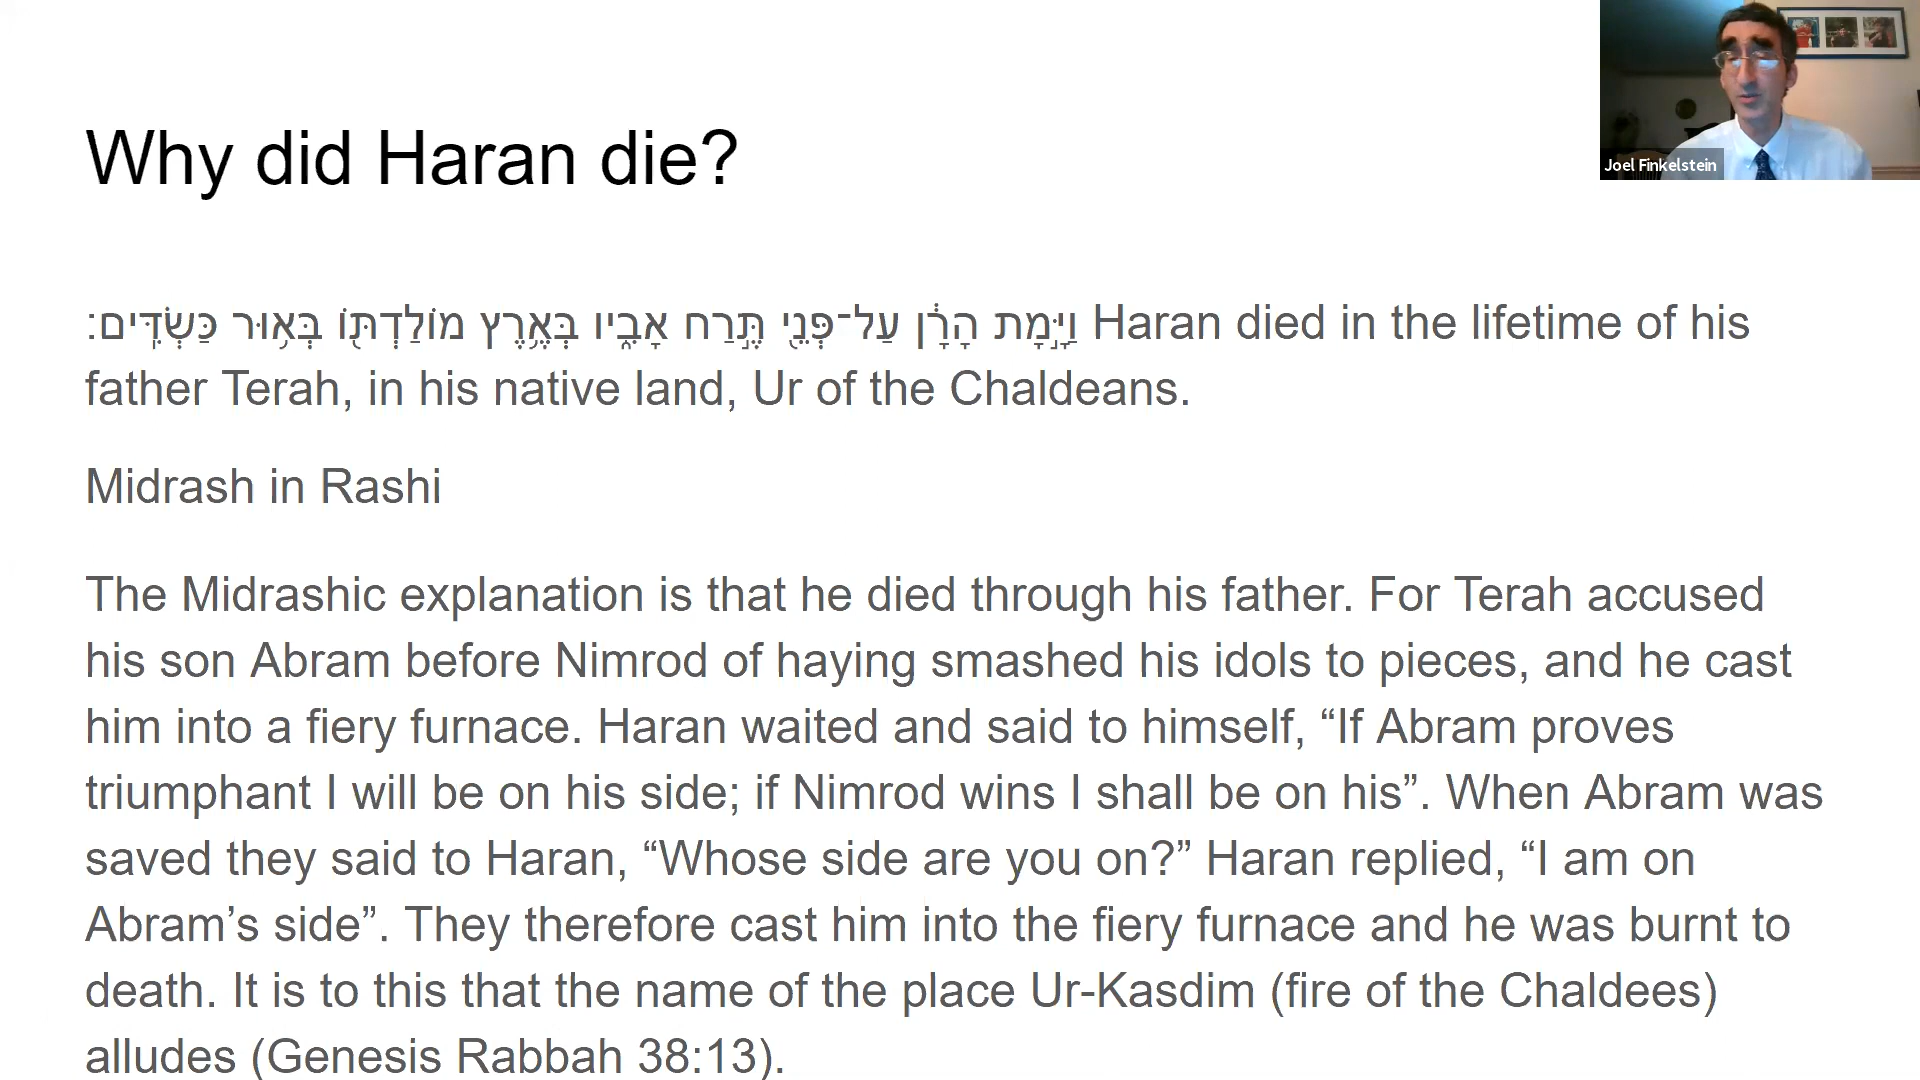 Why did Haran die?
Joel Finkelstein
וַיָּ֣מׇת הָרָ֔ן עַל־פְּנֵ֖י תֶּ֣רַח אָבִ֑יו בְּאֶ֥רֶץ מוֹלַדְתּ֖וֹ בְּא֥וּר כַּשְׂדִּֽים׃ Haran died in the lifetime of his
father Terah, in his native land, Ur of the Chaldeans.
Midrash in Rashi
The Midrashic explanation is that he died through his father. For Terah accused
his son Abram before Nimrod of haying smashed his idols to pieces, and he cast
him into a fiery furnace. Haran waited and said to himself, “If Abram proves
triumphant I will be on his side; if Nimrod wins I shall be on his”. When Abram was
saved they said to Haran, “Whose side are you on?” Haran replied, “I am on
Abram’s side”. They therefore cast him into the fiery furnace and he was burnt to
death. It is to this that the name of the place Ur-Kasdim (fire of the Chaldees)
alludes (Genesis Rabbah 38:13).